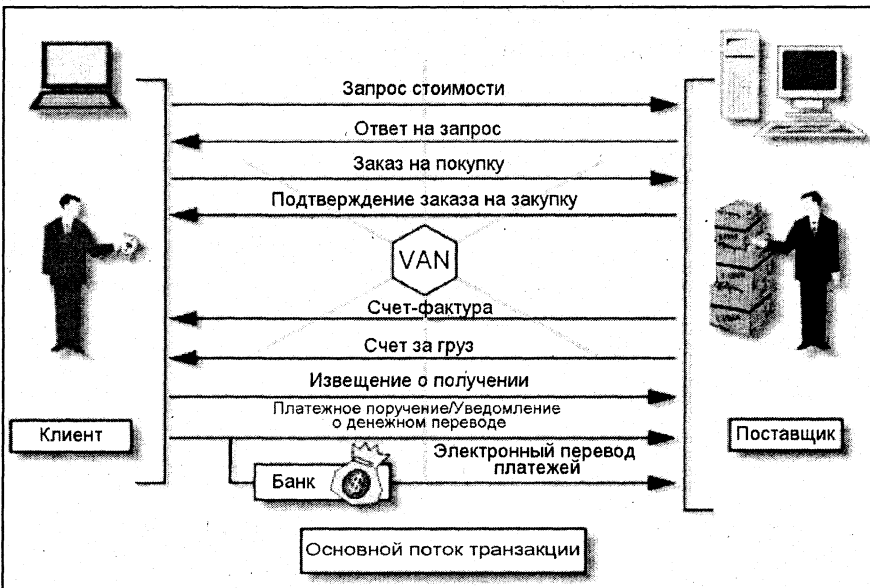 Запрос стоимости
Ответ на запрос
Заказ на покупку
Подтверждение заказа на закупку
VAN
Счет-фактура
Счет за груз
Извещение о получении
Платежное поручение/Уведомление
о денежном переводе
Клиент
Поставщик
Электронный перевод
платежей
Банк
$
Основной поток транзакции